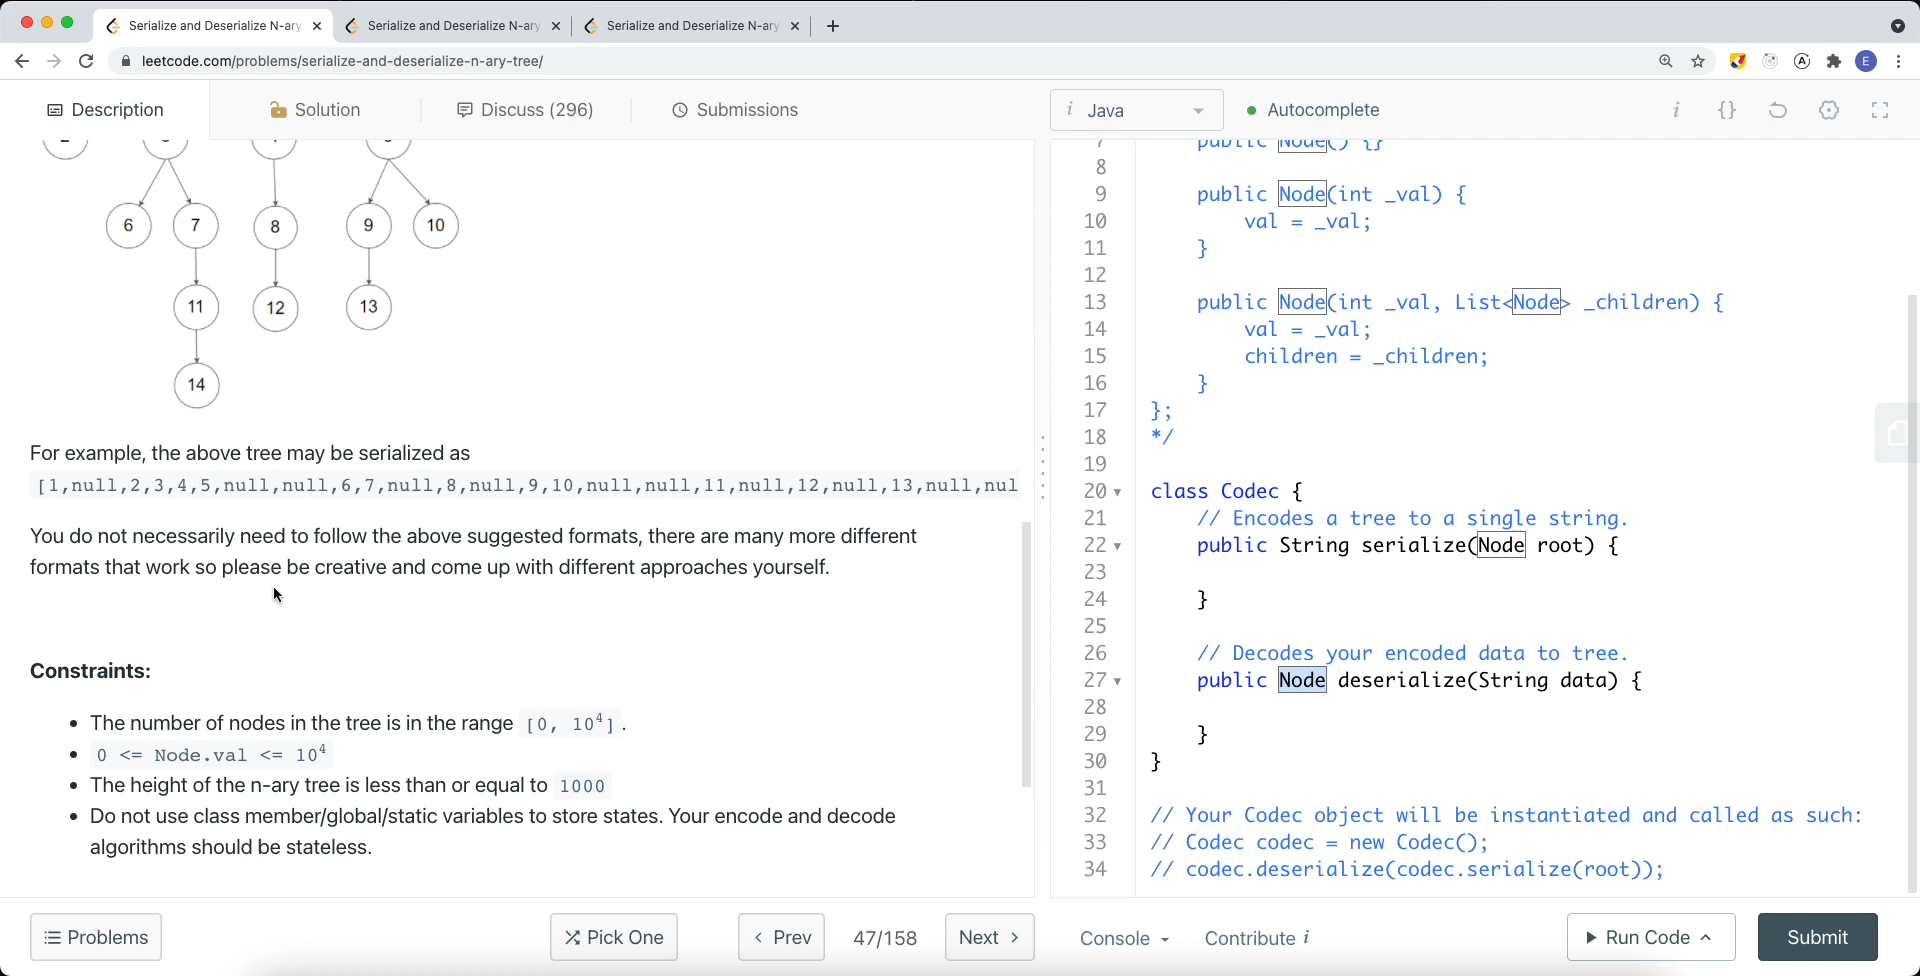 Serialize and Deserialize N-ary
Serialize and Deserialize N-ary
Serialize and Deserialize N-ary
leetcode.com/problems/serialize-and-deserialize-n-ary-tree/
E
Description
Solution
Discuss (296)
Submissions
i Java
Autocomplete
i {}
6
7
8
9
10
11
12
13
14
For example, the above tree may be serialized as
[1,null,2,3,4,5,null,null,6,7,null,8,null,9,10,null,null,11,null,12,null,13,null,nul
You do not necessarily need to follow the above suggested formats, there are many more different
formats that work so please be creative and come up with different approaches yourself.
Constraints:
• The number of nodes in the tree is in the range [0, 10⁴].
• 0 <= Node.val <= 10⁴
• The height of the n-ary tree is less than or equal to 1000
• Do not use class member/global/static variables to store states. Your encode and decode
algorithms should be stateless.
7 public Node() {}
8
9 public Node(int _val) {
10 val = _val;
11 }
12
13 public Node(int _val, List<Node> _children) {
14 val = _val;
15 children = _children;
16 }
17 };
18 */
19
20 class Codec {
21 // Encodes a tree to a single string.
22 public String serialize(Node root) {
23
24 }
25
26 // Decodes your encoded data to tree.
27 public Node deserialize(String data) {
28
29 }
30 }
31
32 // Your Codec object will be instantiated and called as such:
33 // Codec codec = new Codec();
34 // codec.deserialize(codec.serialize(root));
Problems
Pick One
< Prev
47/158
Next >
Console
Contribute i
Run Code
Submit